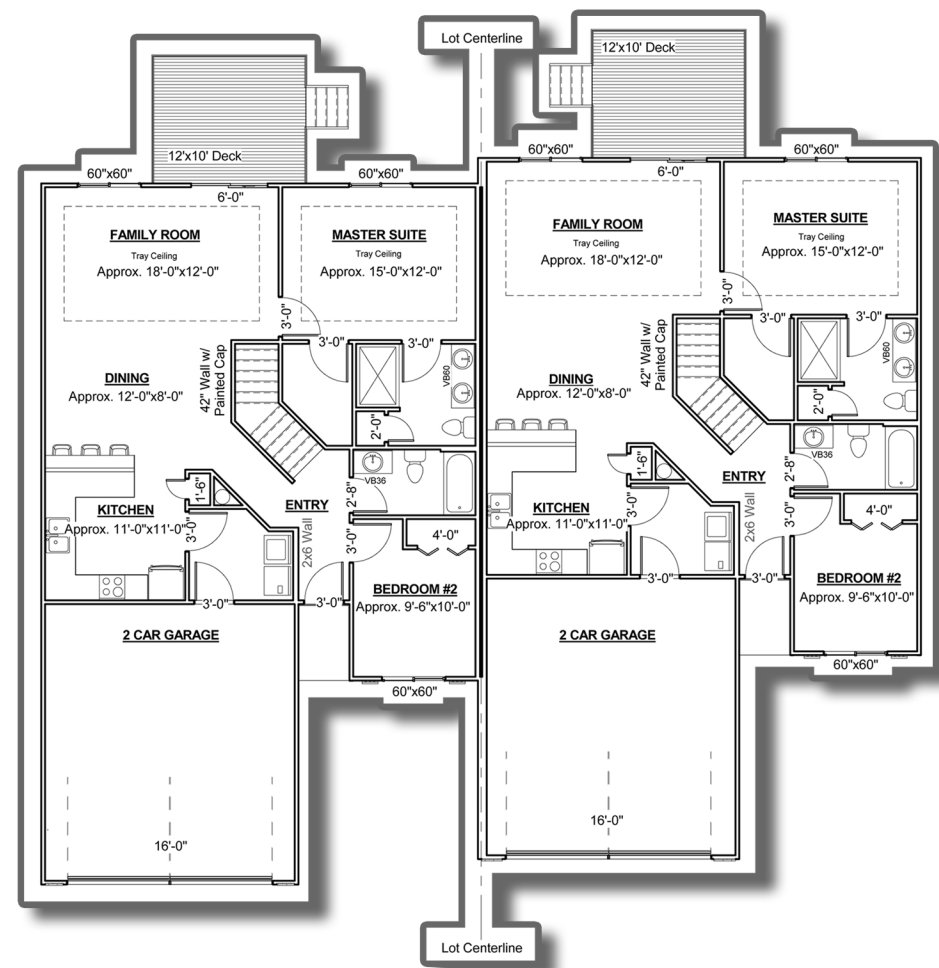 Lot Centerline
12'x10' Deck
60"x60"
6'-0"
60"x60"
FAMILY ROOM
Tray Ceiling
Approx. 18'-0"x12'-0"
MASTER SUITE
Tray Ceiling
Approx. 15'-0"x12'-0"
3'-0"
3'-0"
3'-0"
42" Wall w/
Painted Cap
VB60
DINING
Approx. 12'-0"x8'-0"
2'-0"
VB36
1'-6"
ENTRY
2'-8"
KITCHEN
Approx. 11'-0"x11'-0"
3'-0"
2x6 Wall
3'-0"
4'-0"
3'-0"
3'-0"
BEDROOM #2
Approx. 9'-6"x10'-0"
2 CAR GARAGE
60"x60"
16'-0"
12'x10' Deck
60"x60"
6'-0"
60"x60"
FAMILY ROOM
Tray Ceiling
Approx. 18'-0"x12'-0"
MASTER SUITE
Tray Ceiling
Approx. 15'-0"x12'-0"
3'-0"
3'-0"
3'-0"
42" Wall w/
Painted Cap
VB60
DINING
Approx. 12'-0"x8'-0"
2'-0"
VB36
1'-6"
ENTRY
2'-8"
KITCHEN
Approx. 11'-0"x11'-0"
3'-0"
2x6 Wall
3'-0"
4'-0"
3'-0"
3'-0"
BEDROOM #2
Approx. 9'-6"x10'-0"
2 CAR GARAGE
60"x60"
16'-0"
Lot Centerline